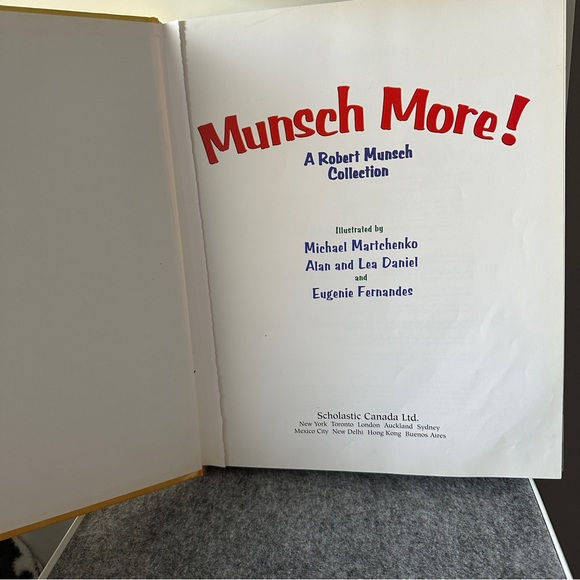 Munsch More!
A Robert Munsch
Collection
Illustrated by
Michael Martchenko
Alan and Lea Daniel
and
Eugenie Fernandes
Scholastic Canada Ltd.
New York Toronto London Auckland Sydney
Mexico City New Delhi Hong Kong Buenos Aires